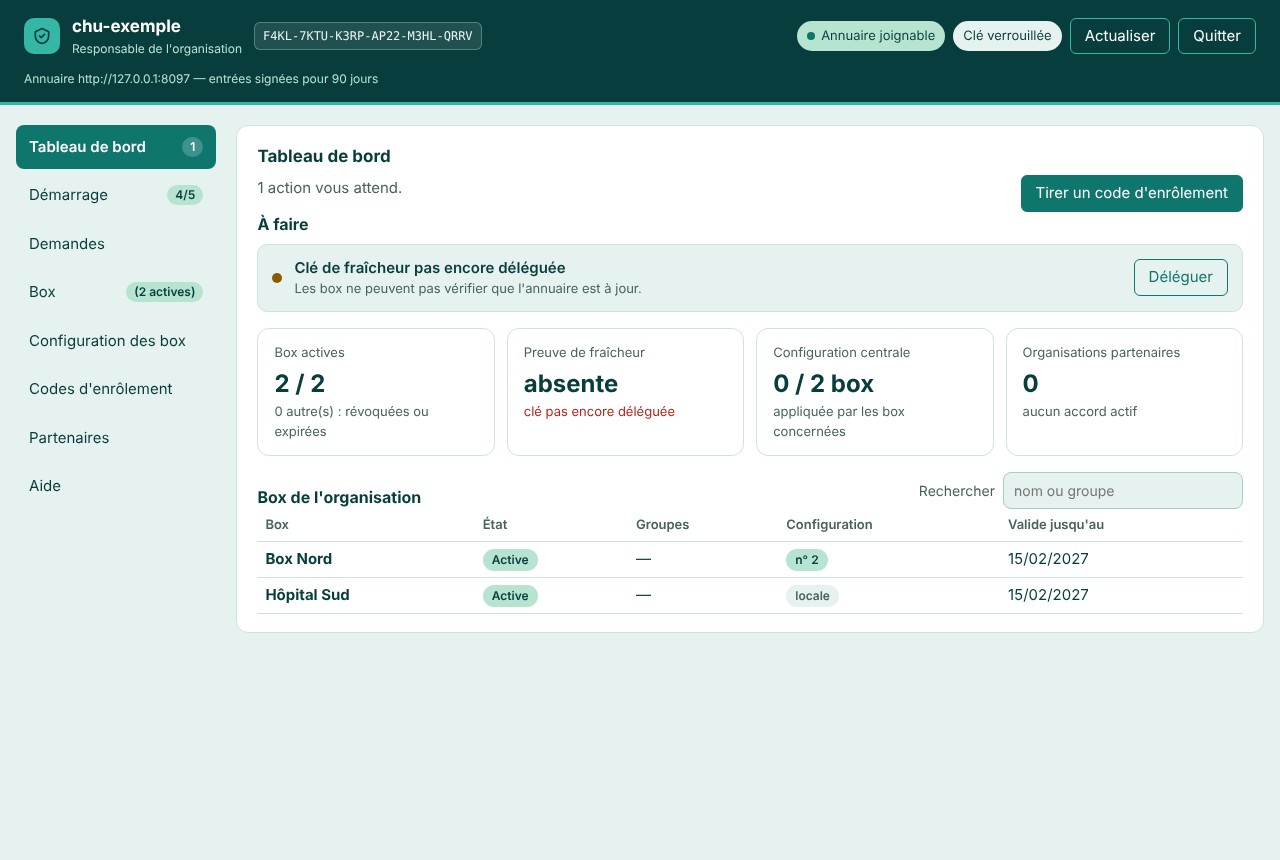 chu-exemple
Responsable de l'organisation
F4KL-7KTU-K3RP-AP22-M3HL-QRRV
Annuaire joignable
Clé verrouillée
Actualiser
Quitter
Annuaire http://127.0.0.1:8097 — entrées signées pour 90 jours
Tableau de bord 1
Démarrage 4/5
Demandes
Box (2 actives)
Configuration des box
Codes d'enrôlement
Partenaires
Aide
Tableau de bord
1 action vous attend.
Tirer un code d'enrôlement
À faire
Clé de fraîcheur pas encore déléguée
Les box ne peuvent pas vérifier que l'annuaire est à jour.
Déléguer
Box actives
2 / 2
0 autre(s) : révoquées ou
expirées
Preuve de fraîcheur
absente
clé pas encore déléguée
Configuration centrale
0 / 2 box
appliquée par les box
concernées
Organisations partenaires
0
aucun accord actif
Box de l'organisation
Rechercher nom ou groupe
Box État Groupes Configuration Valide jusqu'au
Box Nord Active — n° 2 15/02/2027
Hôpital Sud Active — locale 15/02/2027